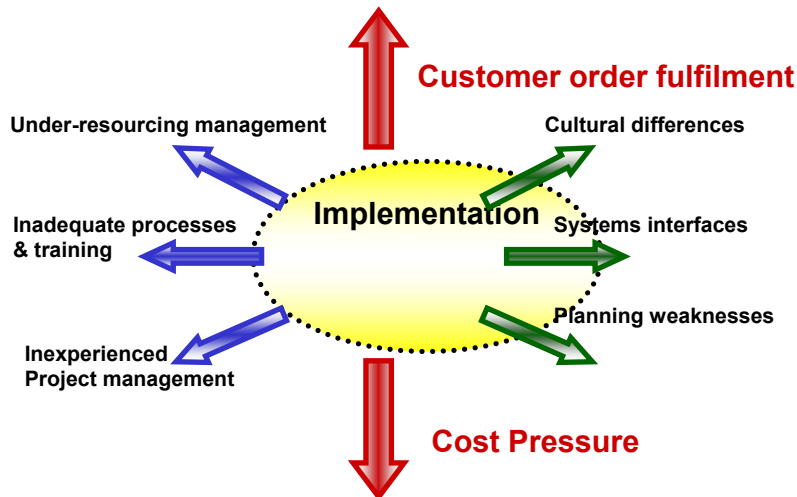 Customer order fulfilment
Under-resourcing management
Cultural differences
Implementation
Inadequate processes
& training
Systems interfaces
Planning weaknesses
Inexperienced
Project management
Cost Pressure